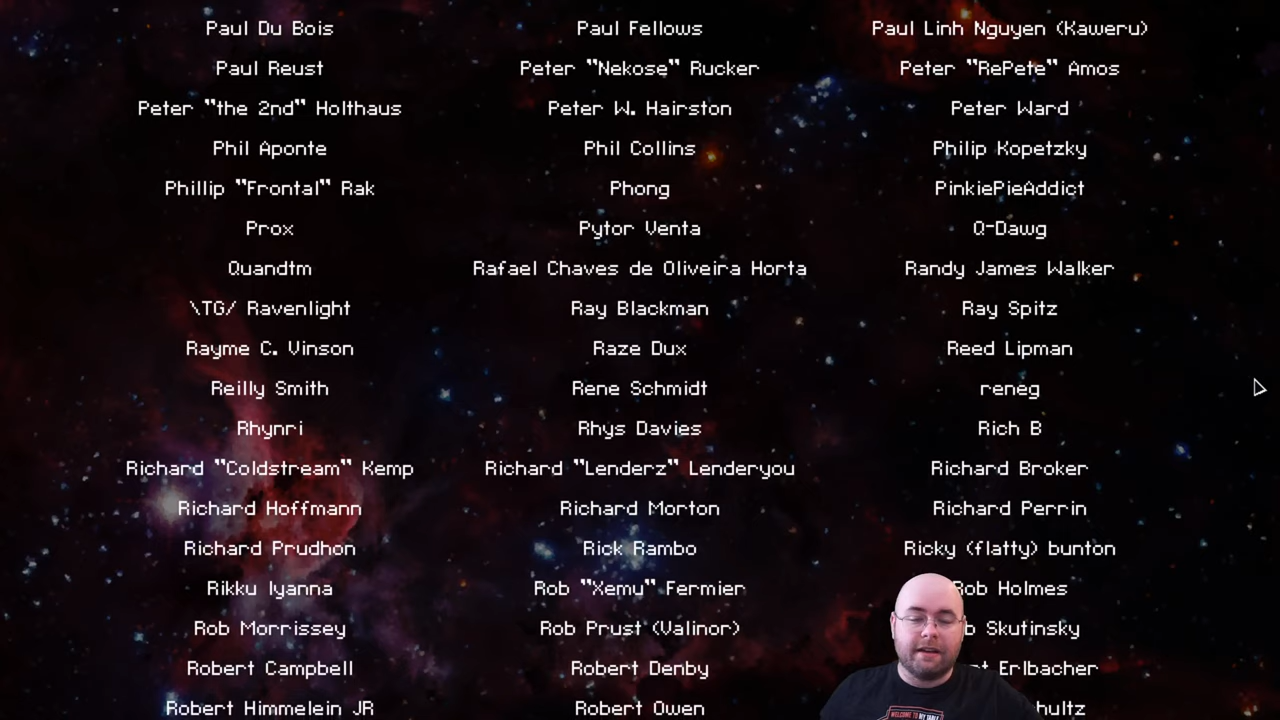 Paul Du Bois Paul Fellows Paul Linh Nguyen (Kaweru)
Paul Reust Peter "Nekose" Rucker Peter "RePete" Amos
Peter "the 2nd" Holthaus Peter W. Hairston Peter Ward
Phil Aponte Phil Collins Philip Kopetzky
Phillip "Frontal" Rak Phong PinkiePieAddict
Prox Pytor Venta Q-Dawg
Quandtm Rafael Chaves de Oliveira Horta Randy James Walker
\TG/ Ravenlight Ray Blackman Ray Spitz
Rayme C. Vinson Raze Dux Reed Lipman
Reilly Smith Rene Schmidt reneg
Rhynri Rhys Davies Rich B
Richard "Coldstream" Kemp Richard "Lenderz" Lenderyou Richard Broker
Richard Hoffmann Richard Morton Richard Perrin
Richard Prudhon Rick Rambo Ricky (flatty) bunton
Rikku Iyanna Rob "Xemu" Fermier Rob Holmes
Rob Morrissey Rob Prust (Valinor) Skutinsky
Robert Campbell Robert Denby Erlbacher
Robert Himmelein JR Robert Owen
WELCOME TO MY TABLE